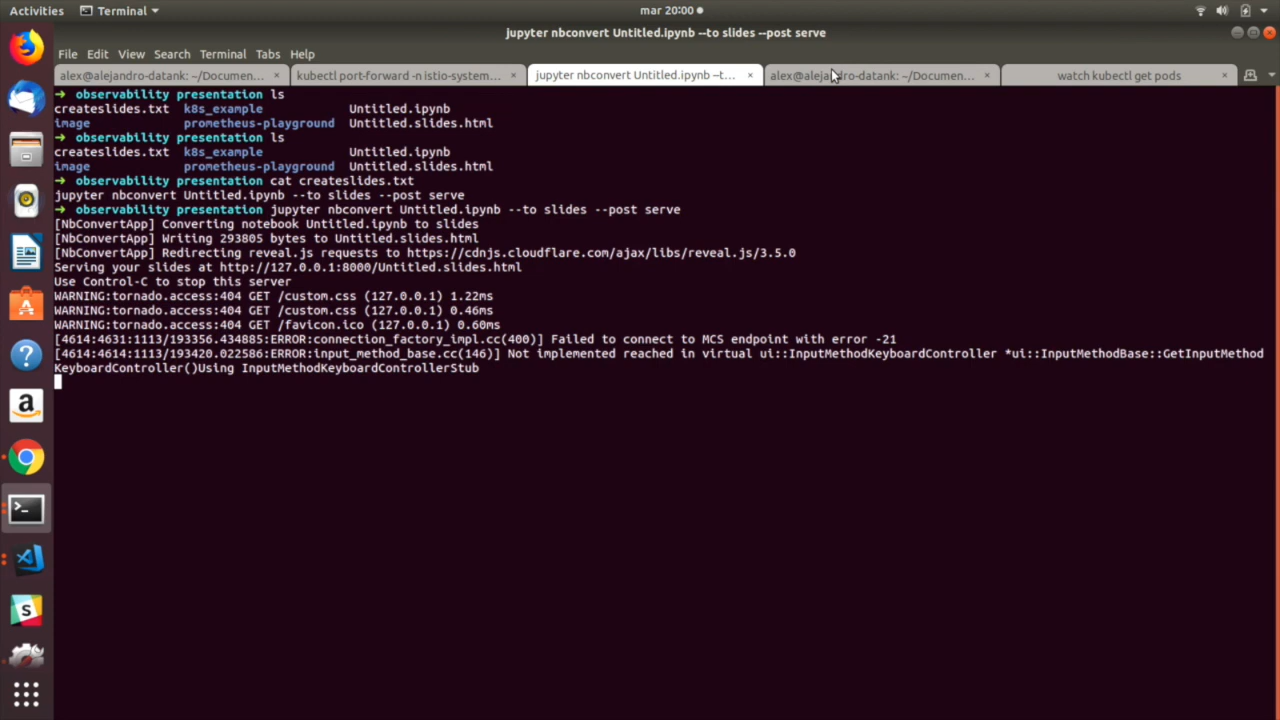 Activities Terminal mar 20:00
jupyter nbconvert Untitled.ipynb --to slides --post serve
File Edit View Search Terminal Tabs Help
alex@alejandro-datank: ~/Documen... × kubectl port-forward -n istio-system... × jupyter nbconvert Untitled.ipynb --t... × alex@alejandro-datank: ~/Documen... × watch kubectl get pods ×
➜ observability presentation ls
createslides.txt k8s_example Untitled.ipynb
image prometheus-playground Untitled.slides.html
➜ observability presentation ls
createslides.txt k8s_example Untitled.ipynb
image prometheus-playground Untitled.slides.html
➜ observability presentation cat createslides.txt
jupyter nbconvert Untitled.ipynb --to slides --post serve
➜ observability presentation jupyter nbconvert Untitled.ipynb --to slides --post serve
[NbConvertApp] Converting notebook Untitled.ipynb to slides
[NbConvertApp] Writing 293805 bytes to Untitled.slides.html
[NbConvertApp] Redirecting reveal.js requests to https://cdnjs.cloudflare.com/ajax/libs/reveal.js/3.5.0
Serving your slides at http://127.0.0.1:8000/Untitled.slides.html
Use Control-C to stop this server
WARNING:tornado.access:404 GET /custom.css (127.0.0.1) 1.22ms
WARNING:tornado.access:404 GET /custom.css (127.0.0.1) 0.46ms
WARNING:tornado.access:404 GET /favicon.ico (127.0.0.1) 0.60ms
[4614:4631:1113/193356.434885:ERROR:connection_factory_impl.cc(400)] Failed to connect to MCS endpoint with error -21
[4614:4614:1113/193420.022586:ERROR:input_method_base.cc(146)] Not implemented reached in virtual ui::InputMethodKeyboardController *ui::InputMethodBase::GetInputMethod
KeyboardController()Using InputMethodKeyboardControllerStub